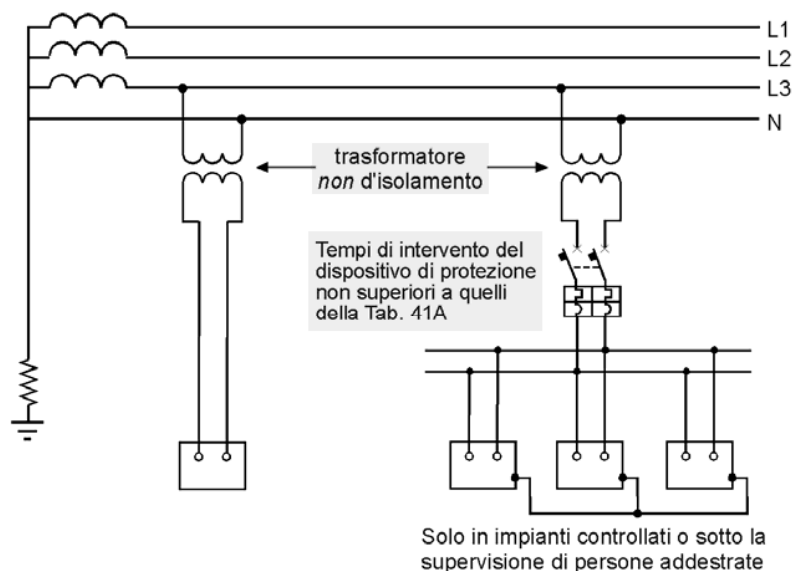 L1
L2
L3
N
trasformatore
non d'isolamento
Tempi di intervento del
dispositivo di protezione
non superiori a quelli
della Tab. 41A
Solo in impianti controllati o sotto la
supervisione di persone addestrate